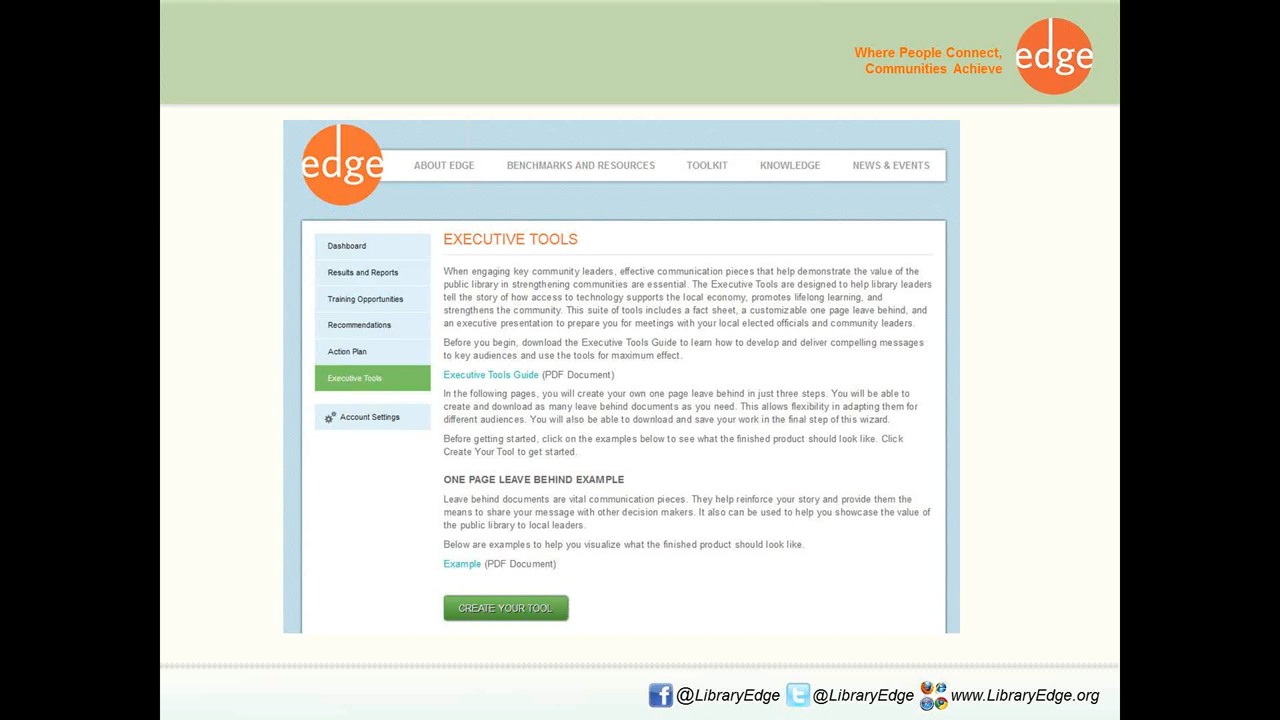 Where People Connect,
Communities Achieve
edge
edge
ABOUT EDGE BENCHMARKS AND RESOURCES TOOLKIT KNOWLEDGE NEWS & EVENTS
Dashboard
Results and Reports
Training Opportunities
Recommendations
Action Plan
Executive Tools
Account Settings
EXECUTIVE TOOLS
When engaging key community leaders, effective communication pieces that help demonstrate the value of the
public library in strengthening communities are essential. The Executive Tools are designed to help library leaders
tell the story of how access to technology supports the local economy, promotes lifelong learning, and
strengthens the community. This suite of tools includes a fact sheet, a customizable one page leave behind, and
an executive presentation to prepare you for meetings with your local elected officials and community leaders.
Before you begin, download the Executive Tools Guide to learn how to develop and deliver compelling messages
to key audiences and use the tools for maximum effect.
Executive Tools Guide (PDF Document)
In the following pages, you will create your own one page leave behind in just three steps. You will be able to
create and download as many leave behind documents as you need. This allows flexibility in adapting them for
different audiences. You will also be able to download and save your work in the final step of this wizard.
Before getting started, click on the examples below to see what the finished product should look like. Click
Create Your Tool to get started.
ONE PAGE LEAVE BEHIND EXAMPLE
Leave behind documents are vital communication pieces. They help reinforce your story and provide them the
means to share your message with other decision makers. It also can be used to help you showcase the value of
the public library to local leaders.
Below are examples to help you visualize what the finished product should look like.
Example (PDF Document)
CREATE YOUR TOOL
@LibraryEdge @LibraryEdge www.LibraryEdge.org